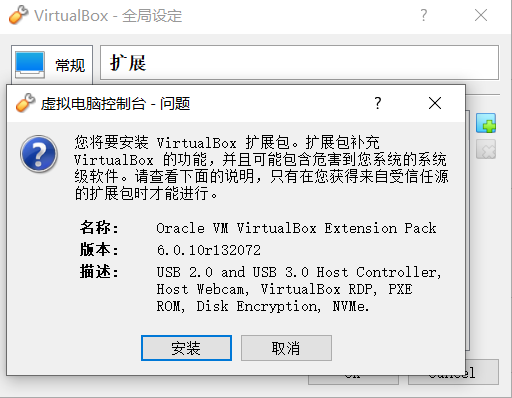 VirtualBox - 全局设定
?
常规
扩展
虚拟电脑控制台 - 问题
?
您将要安装 VirtualBox 扩展包。扩展包补充
VirtualBox 的功能，并且可能包含危害到您系统的系统
级软件。请查看下面的说明，只有在您获得来自受信任源
的扩展包时才能进行。
名称： Oracle VM VirtualBox Extension Pack
版本： 6.0.10r132072
描述： USB 2.0 and USB 3.0 Host Controller,
Host Webcam, VirtualBox RDP, PXE
ROM, Disk Encryption, NVMe.
安装 取消
Cancel